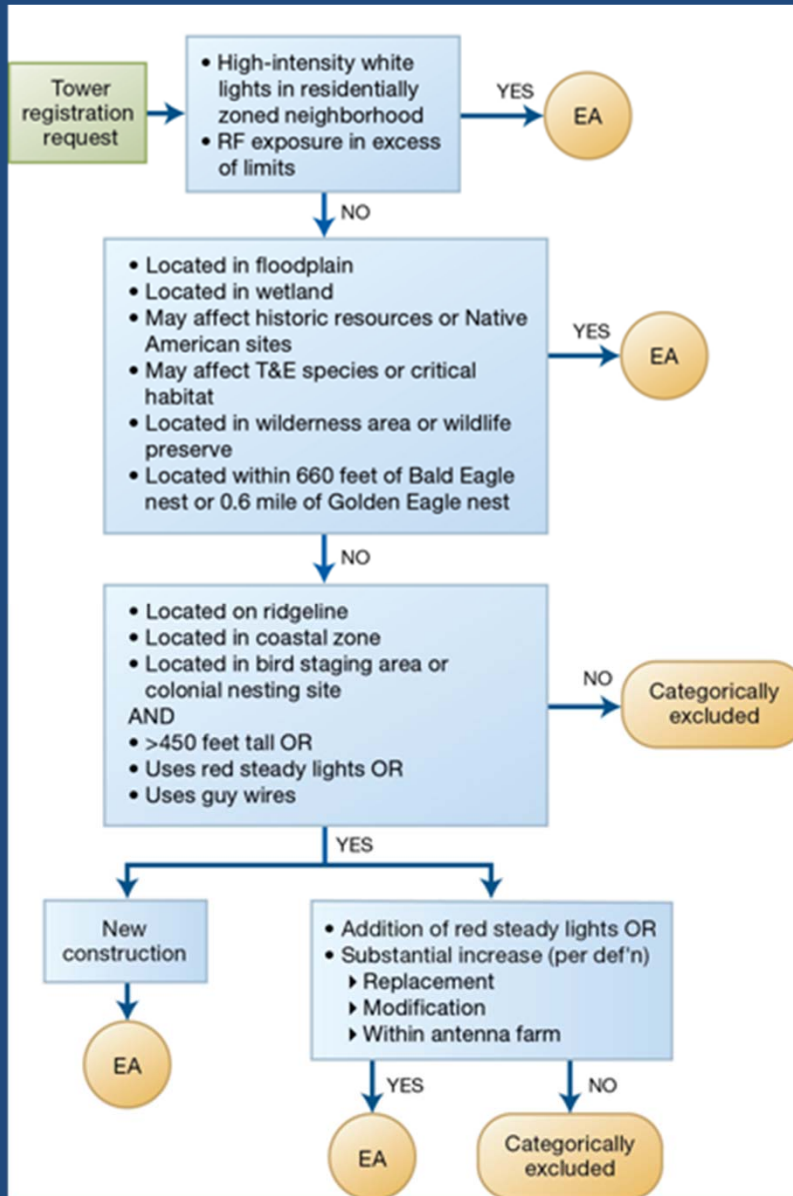 Tower
registration
request
• High-intensity white
lights in residentially
zoned neighborhood
• RF exposure in excess
of limits
YES
EA
NO
• Located in floodplain
• Located in wetland
• May affect historic resources or Native
American sites
• May affect T&E species or critical
habitat
• Located in wilderness area or wildlife
preserve
• Located within 660 feet of Bald Eagle
nest or 0.6 mile of Golden Eagle nest
YES
EA
NO
• Located on ridgeline
• Located in coastal zone
• Located in bird staging area or
colonial nesting site
AND
• >450 feet tall OR
• Uses red steady lights OR
• Uses guy wires
NO
Categorically
excluded
YES
New
construction
EA
• Addition of red steady lights OR
• Substantial increase (per def'n)
▸ Replacement
▸ Modification
▸ Within antenna farm
YES
EA
NO
Categorically
excluded